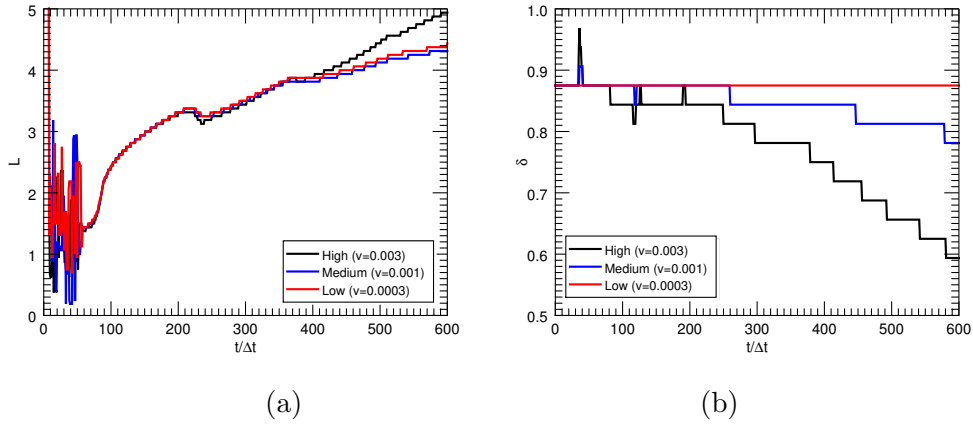 5
4
3
2
1
0
L
0 100 200 300 400 500 600
t/Δt
High (v=0.003)
Medium (v=0.001)
Low (v=0.0003)
(a)
1.0
0.9
0.8
0.7
0.6
0.5
δ
0 100 200 300 400 500 600
t/Δt
High (v=0.003)
Medium (v=0.001)
Low (v=0.0003)
(b)